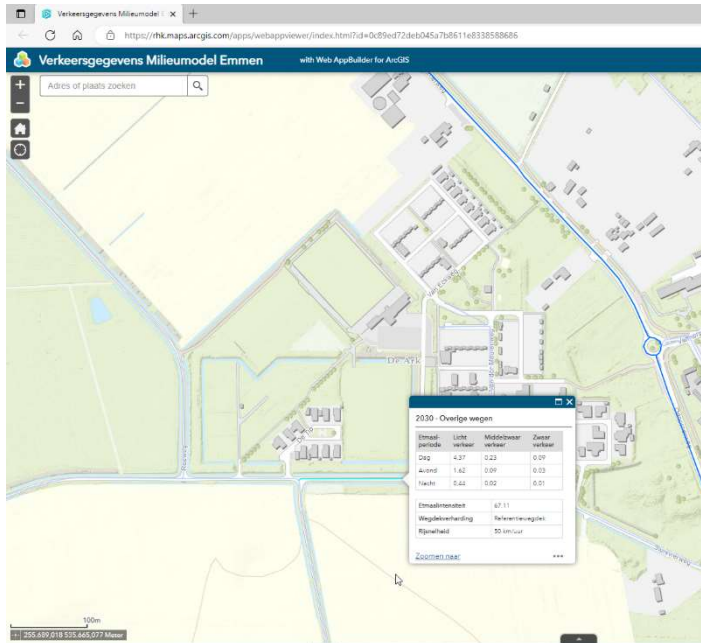 Verkeersgegevens Milieumodel
https://rhk.maps.arcgis.com/apps/webappviewer/index.html?id=0c89ed72deb045a7b8611e8338588686
Verkeersgegevens Milieumodel Emmen
with Web AppBuilder for ArcGIS
Adres of plaats zoeken
De Ark
2030 - Overige wegen
Etmaal-periode Licht verkeer Middelzwaar verkeer Zwaar verkeer
Dag 4.37 0.23 0.09
Avond 1.62 0.09 0.03
Nacht 0.44 0.02 0.01
Etmaalintensiteit 67.11
Wegdekverharding Referentiewegdek
Rijsnelheid 50 km/uur
Zoomen naar
100m
255.689,018 535.665,077 Meter